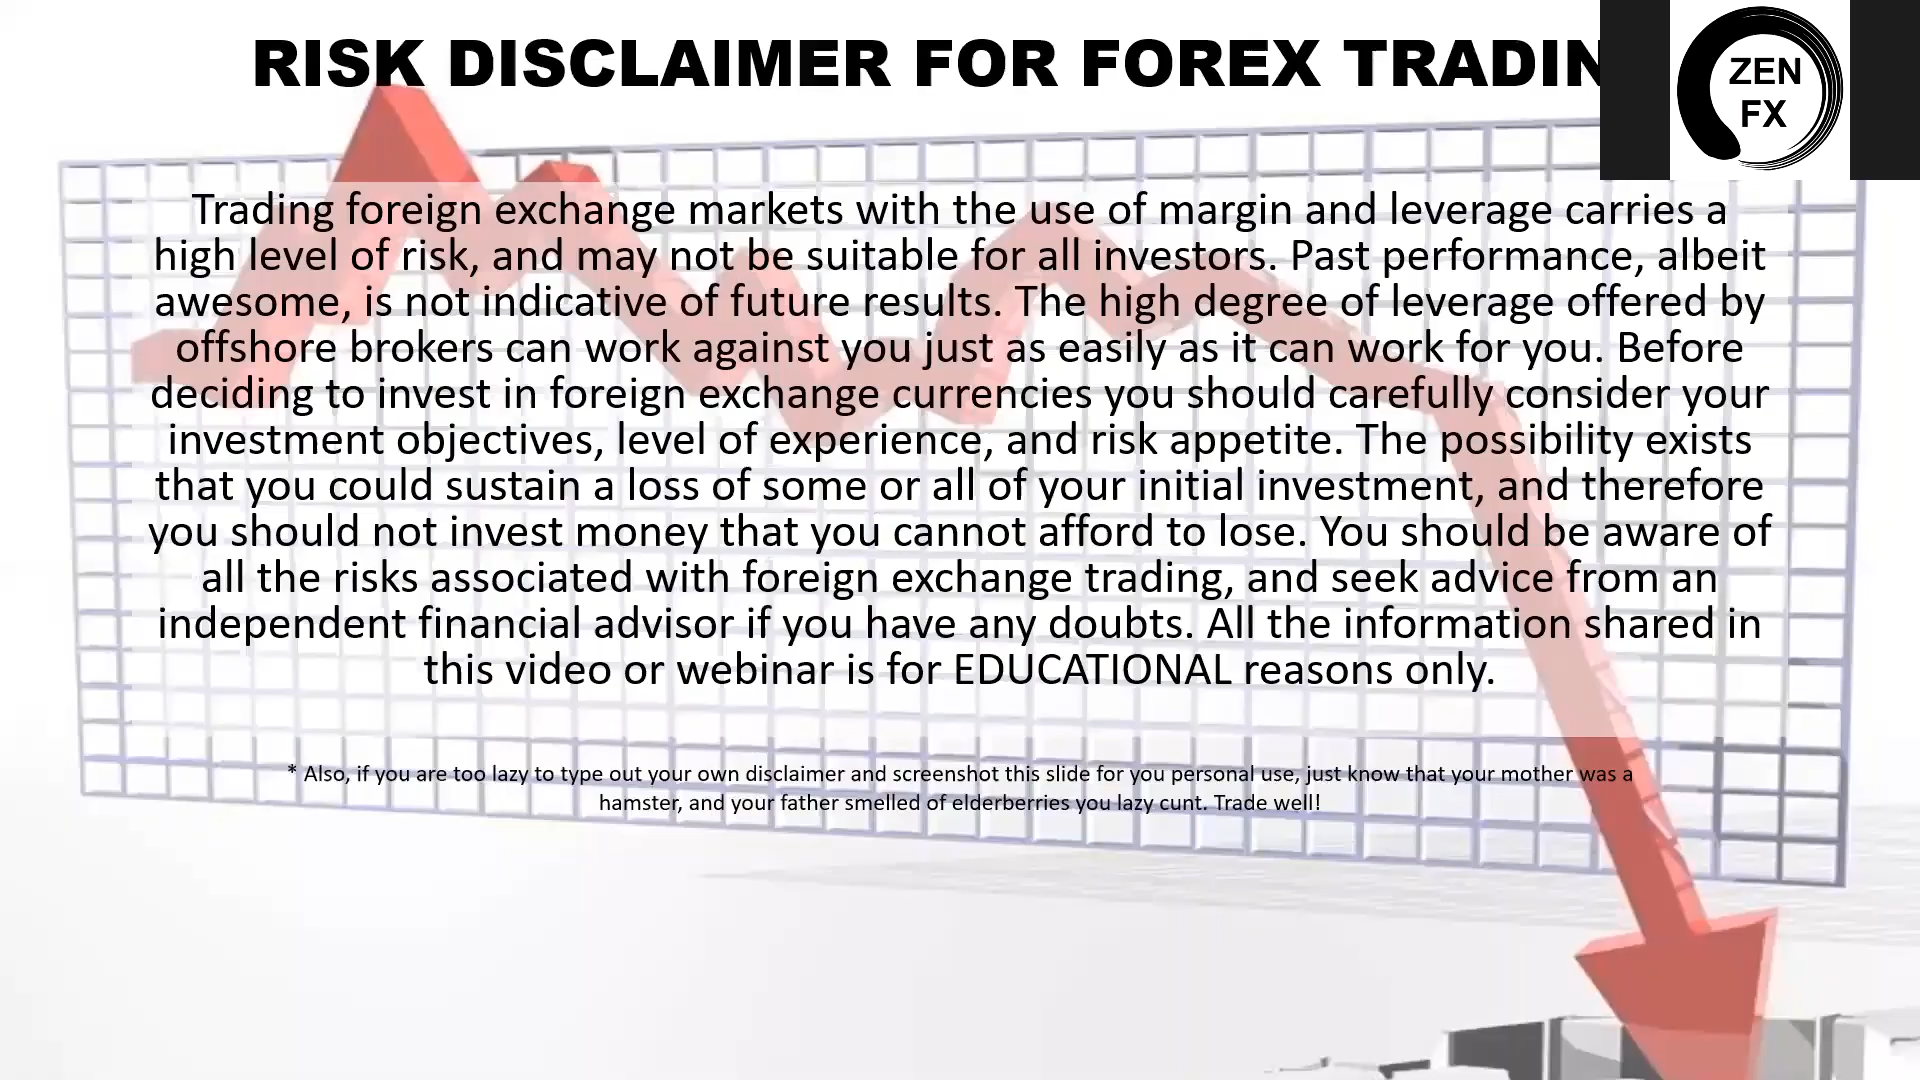 RISK DISCLAIMER FOR FOREX TRADIN
ZEN
FX
Trading foreign exchange markets with the use of margin and leverage carries a
high level of risk, and may not be suitable for all investors. Past performance, albeit
awesome, is not indicative of future results. The high degree of leverage offered by
offshore brokers can work against you just as easily as it can work for you. Before
deciding to invest in foreign exchange currencies you should carefully consider your
investment objectives, level of experience, and risk appetite. The possibility exists
that you could sustain a loss of some or all of your initial investment, and therefore
you should not invest money that you cannot afford to lose. You should be aware of
all the risks associated with foreign exchange trading, and seek advice from an
independent financial advisor if you have any doubts. All the information shared in
this video or webinar is for EDUCATIONAL reasons only.
* Also, if you are too lazy to type out your own disclaimer and screenshot this slide for you personal use, just know that your mother was a
hamster, and your father smelled of elderberries you lazy cunt. Trade well!